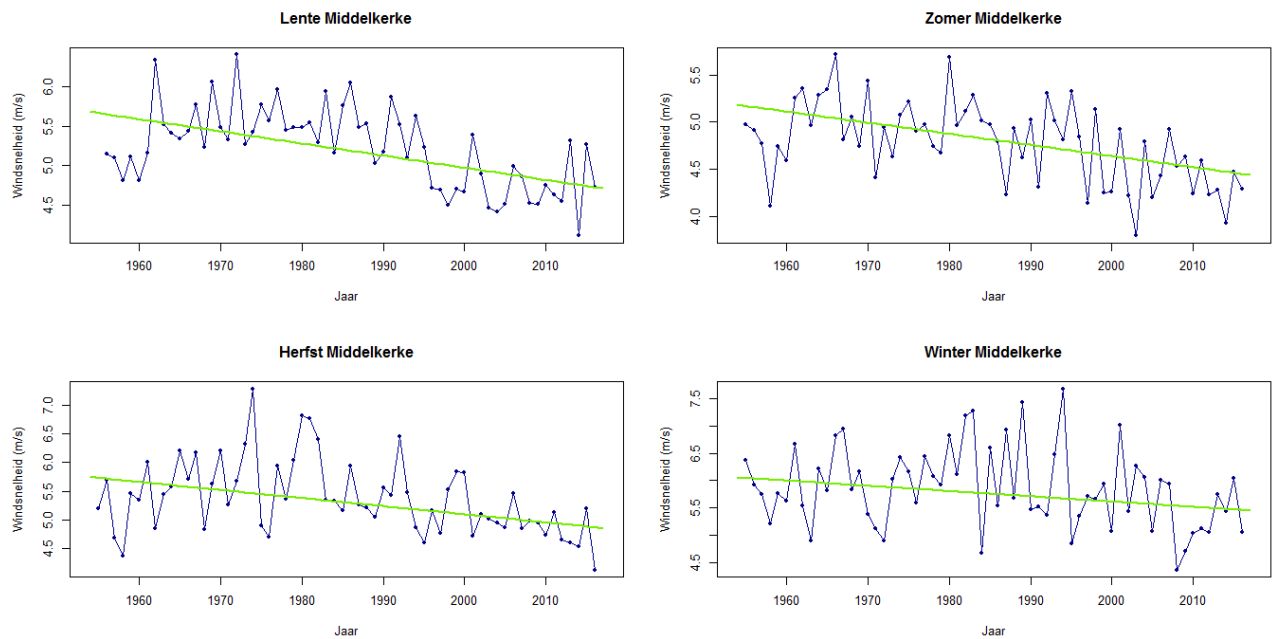 Lente Middelkerke
Windsnelheid (m/s)
4.5 5.0 5.5 6.0
1960 1970 1980 1990 2000 2010
Jaar
Zomer Middelkerke
Windsnelheid (m/s)
4.0 4.5 5.0 5.5
1960 1970 1980 1990 2000 2010
Jaar
Herfst Middelkerke
Windsnelheid (m/s)
4.5 5.0 5.5 6.0 6.5 7.0
1960 1970 1980 1990 2000 2010
Jaar
Winter Middelkerke
Windsnelheid (m/s)
4.5 5.5 6.5 7.5
1960 1970 1980 1990 2000 2010
Jaar